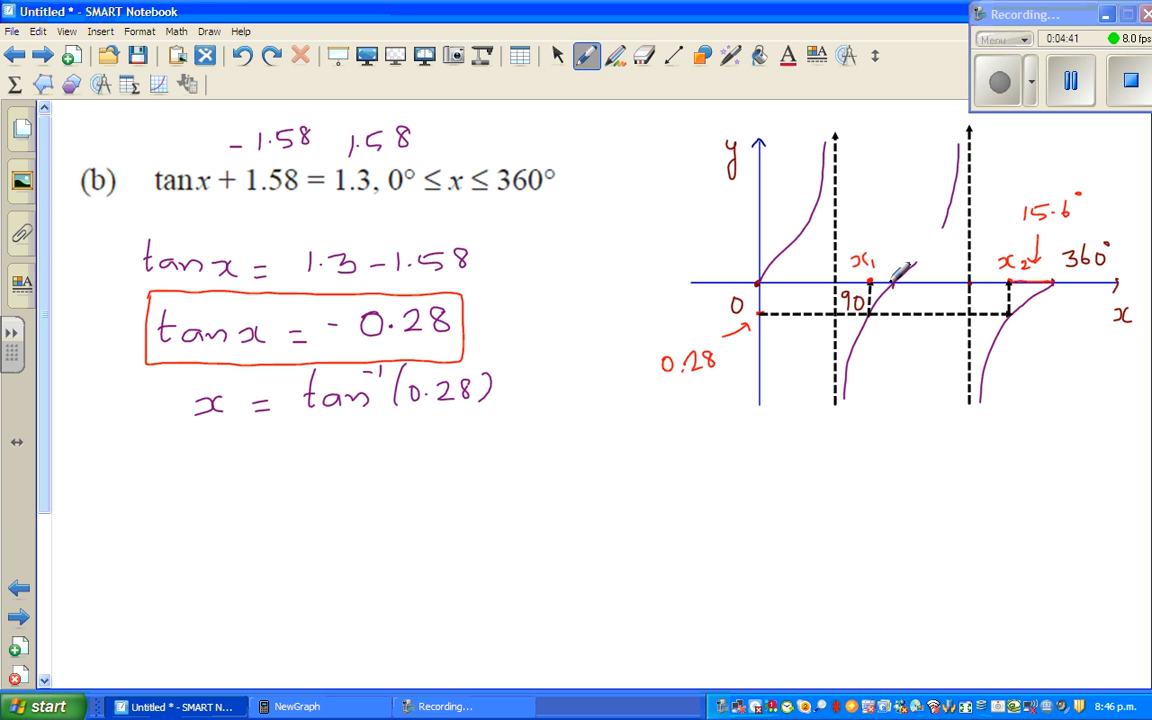 Untitled * - SMART Notebook
Recording...
File Edit View Insert Format Math Draw Help
Menu
0:04:41
8.0 fps
- 1.58 1.58
(b) tan x + 1.58 = 1.3, 0° ≤ x ≤ 360°
tan x = 1.3 - 1.58
tan x = - 0.28
x = tan⁻¹ (0.28)
y
15.6°
x₁
x₂
360°
0
90
x
0.28
start
Untitled * - SMART N...
NewGraph
Recording...
8:46 p.m.